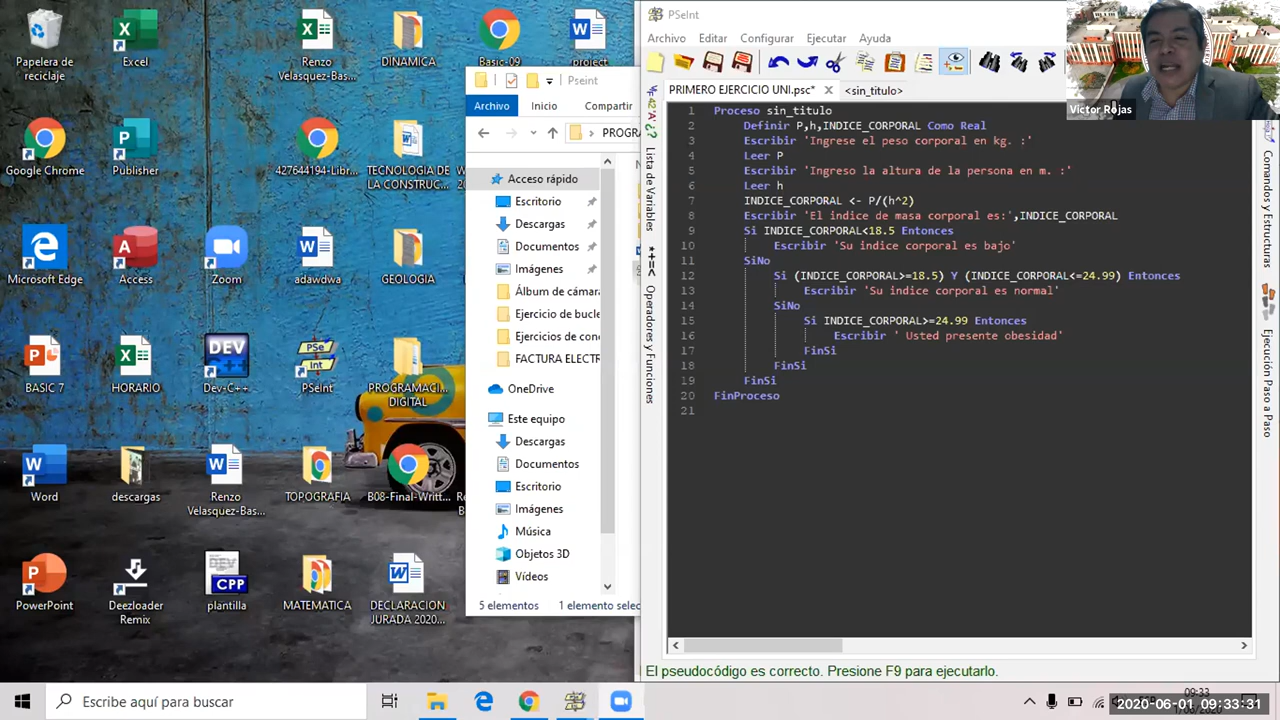 Papelera de
reciclaje
Excel
Renzo
Velasquez-Bas...
DINAMICA
Basic-09
project
Google Chrome
Publisher
427644194-Libr...
TECNOLOGIA DE
LA CONSTRUC...
Microsoft Edge
Access
Zoom
adawdwa
GEOLOGIA
BASIC 7
HORARIO
DEV
Dev-C++
PSe
Int
PSeInt
PROGRAMACI...
DIGITAL
Word
descargas
Renzo
Velasquez-Bas...
TOPOGRAFIA
B08-Final-Writt...
PowerPoint
Deezloader
Remix
CPP
plantilla
MATEMATICA
DECLARACION
JURADA 2020...
Pseint
Archivo
Inicio
Compartir
PROGR
Acceso rápido
Escritorio
Descargas
Documentos
Imágenes
Álbum de cámar
Ejercicio de bucle
Ejercicios de con
FACTURA ELECTR
OneDrive
Este equipo
Descargas
Documentos
Escritorio
Imágenes
Música
Objetos 3D
Vídeos
5 elementos
1 elemento selec
PSeInt
Archivo Editar Configurar Ejecutar Ayuda
PRIMERO EJERCICIO UNI.psc*
<sin_titulo>
Lista de Variables
Operadores y Funciones
1 Proceso sin_titulo
2 Definir P,h,INDICE_CORPORAL Como Real
3 Escribir 'Ingrese el peso corporal en kg. :'
4 Leer P
5 Escribir 'Ingreso la altura de la persona en m. :'
6 Leer h
7 INDICE_CORPORAL <- P/(h^2)
8 Escribir 'El indice de masa corporal es:',INDICE_CORPORAL
9 Si INDICE_CORPORAL<18.5 Entonces
10 Escribir 'Su indice corporal es bajo'
11 SiNo
12 Si (INDICE_CORPORAL>=18.5) Y (INDICE_CORPORAL<=24.99) Entonces
13 Escribir 'Su indice corporal es normal'
14 SiNo
15 Si INDICE_CORPORAL>=24.99 Entonces
16 Escribir ' Usted presente obesidad'
17 FinSi
18 FinSi
19 FinSi
20 FinProceso
21
Victor Rojas
Comandos y Estructuras
Ejecución Paso a Paso
El pseudocódigo es correcto. Presione F9 para ejecutarlo.
Escribe aquí para buscar
09:33
2020-06-01 09:33:31